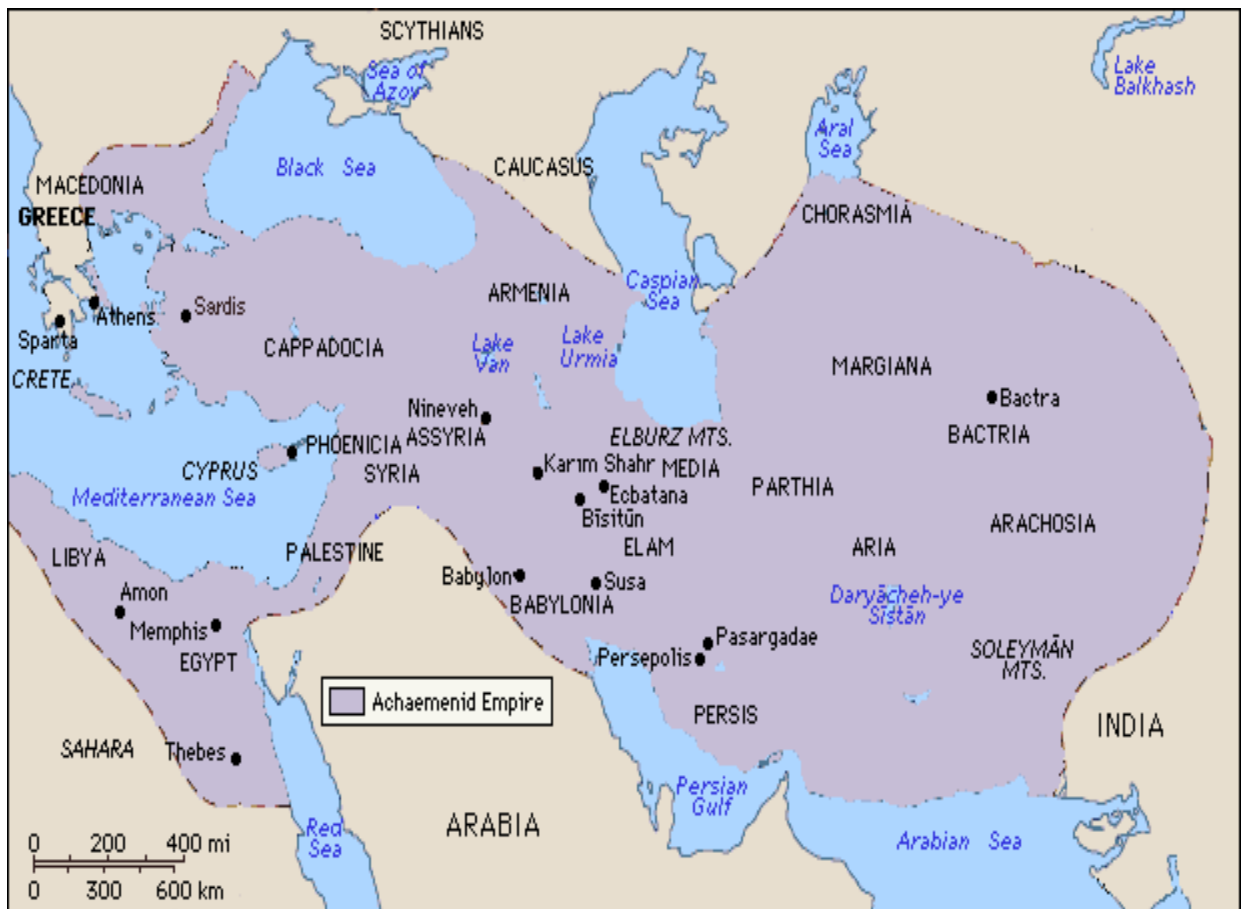 SCYTHIANS
Sea of
Azov
Lake
Balkhash
Aral
Sea
Black Sea
CAUCASUS
MACEDONIA
GREECE
CHORASMIA
Caspian
Sea
ARMENIA
Sardis
Athens
Sparta
CAPPADOCIA
Lake
Van
Lake
Urmia
MARGIANA
CRETE
Bactra
Nineveh
ASSYRIA
ELBURZ MTS.
BACTRIA
PHOENICIA
CYPRUS
SYRIA
Karim Shahr
MEDIA
PARTHIA
Ecbatana
Mediterranean Sea
Bīsitūn
ARACHOSIA
LIBYA
PALESTINE
ELAM
ARIA
Amon
Babylon
Susa
BABYLONIA
Daryācheh-ye
Sīstān
Memphis
EGYPT
Pasargadae
Persepolis
SOLEYMĀN
MTS.
Achaemenid Empire
PERSIS
INDIA
SAHARA
Thebes
Persian
Gulf
ARABIA
Red
Sea
Arabian Sea
0 200 400 mi
0 300 600 km